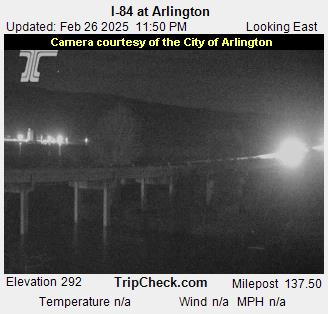 I-84 at Arlington
Updated: Feb 26 2025 11:50 PM Looking East
Camera courtesy of the City of Arlington
Elevation 292 TripCheck.com Milepost 137.50
Temperature n/a Wind n/a MPH n/a